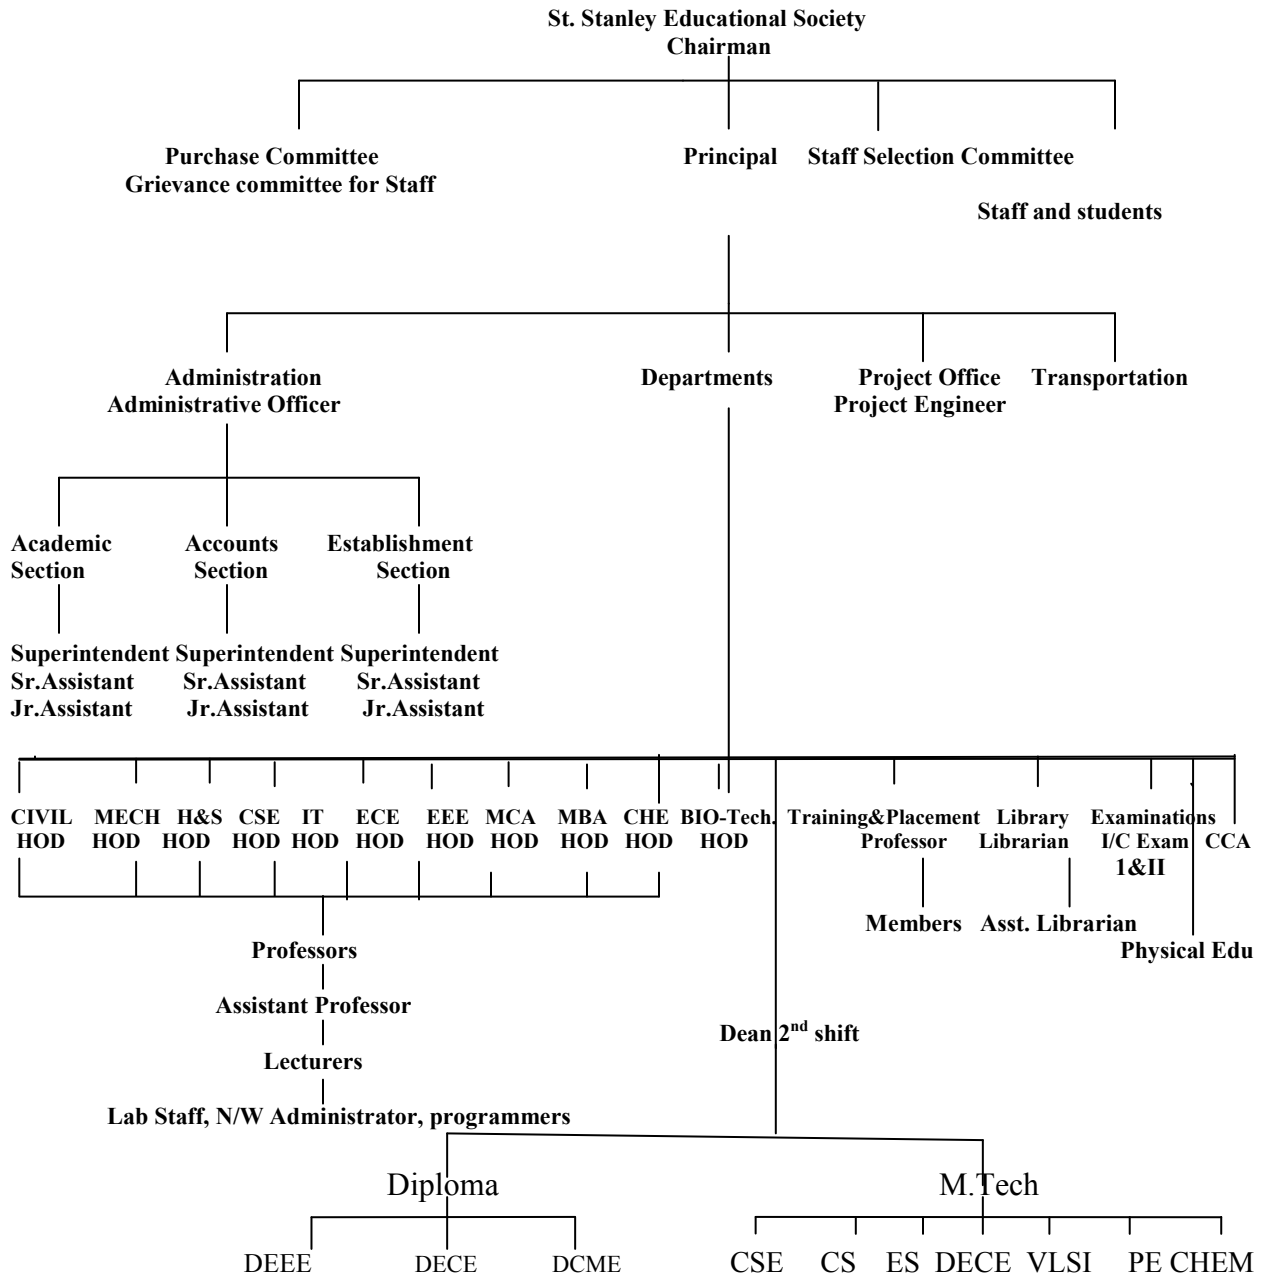 St. Stanley Educational Society
Chairman
Purchase Committee Principal Staff Selection Committee
Grievance committee for Staff
Staff and students
Administration Departments Project Office Transportation
Administrative Officer Project Engineer
Academic Accounts Establishment
Section Section Section
Superintendent Superintendent Superintendent
Sr.Assistant Sr.Assistant Sr.Assistant
Jr.Assistant Jr.Assistant Jr.Assistant
CIVIL MECH H&S CSE IT ECE EEE MCA MBA CHE BIO-Tech. Training&Placement Library Examinations
HOD HOD HOD HOD HOD HOD HOD HOD HOD HOD HOD Professor Librarian I/C Exam CCA
1&II
Members Asst. Librarian
Professors Physical Edu
Assistant Professor
Dean 2nd shift
Lecturers
Lab Staff, N/W Administrator, programmers
Diploma M.Tech
DEEE DECE DCME CSE CS ES DECE VLSI PE CHEM